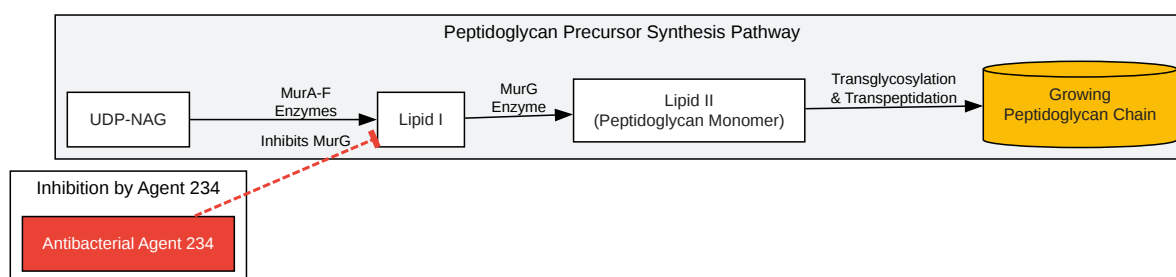 Peptidoglycan Precursor Synthesis Pathway
UDP-NAG
MurA-F
Enzymes
Inhibits MurG
Lipid I
MurG
Enzyme
Lipid II
(Peptidoglycan Monomer)
Transglycosylation
& Transpeptidation
Growing
Peptidoglycan Chain
Inhibition by Agent 234
Antibacterial Agent 234